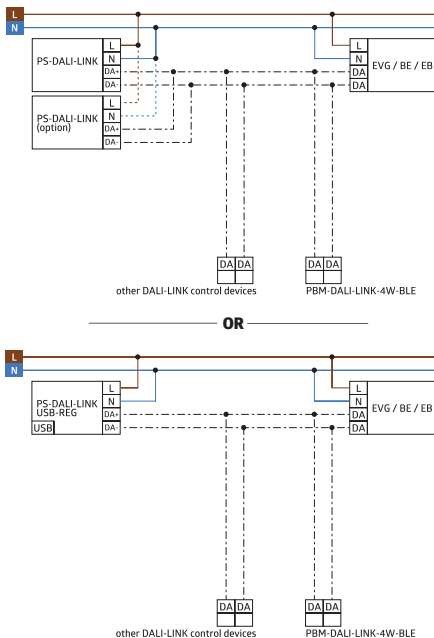 L
N
PS-DALI-LINK
L
N
DA+
DA-
L
N
DA
DA
EVG / BE / EB
PS-DALI-LINK
(option)
L
N
DA+
DA-
DA DA
DA DA
other DALI-LINK control devices
PBM-DALI-LINK-4W-BLE
OR
L
N
PS-DALI-LINK
USB-REG
USB
L
N
DA+
DA-
L
N
DA
DA
EVG / BE / EB
DA DA
DA DA
other DALI-LINK control devices
PBM-DALI-LINK-4W-BLE